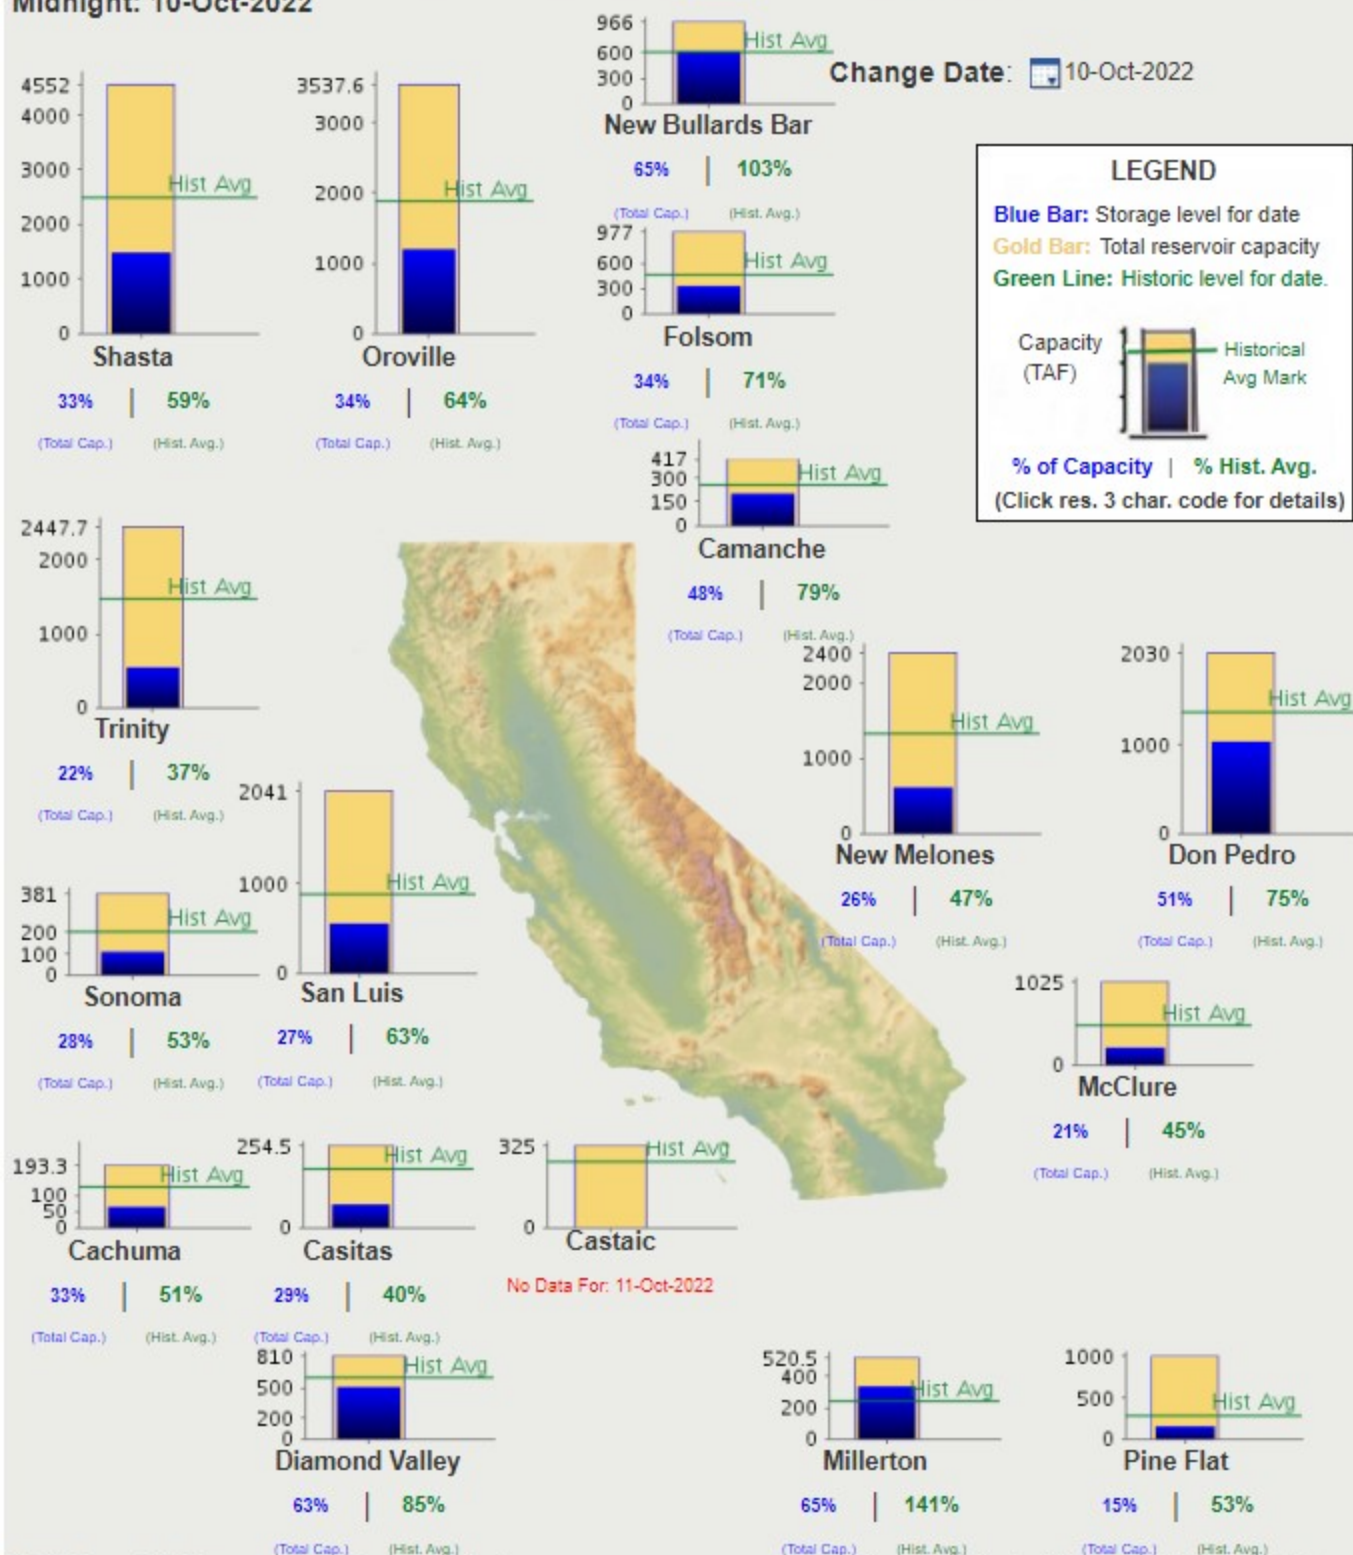 Midnight: 10-Oct-2022
Change Date: 10-Oct-2022
966
600
300
0
Hist Avg
New Bullards Bar
65% | 103%
(Total Cap.) (Hist. Avg.)
4552
4000
3000
2000
1000
0
Hist Avg
Shasta
33% | 59%
(Total Cap.) (Hist. Avg.)
3537.6
3000
2000
1000
0
Hist Avg
Oroville
34% | 64%
(Total Cap.) (Hist. Avg.)
977
600
300
0
Hist Avg
Folsom
34% | 71%
(Total Cap.) (Hist. Avg.)
LEGEND
Blue Bar: Storage level for date
Gold Bar: Total reservoir capacity
Green Line: Historic level for date.
Capacity
(TAF)
Historical
Avg Mark
% of Capacity | % Hist. Avg.
(Click res. 3 char. code for details)
417
300
150
0
Hist Avg
Camanche
48% | 79%
(Total Cap.) (Hist. Avg.)
2447.7
2000
1000
0
Hist Avg
Trinity
22% | 37%
(Total Cap.) (Hist. Avg.)
2400
2000
1000
0
Hist Avg
New Melones
26% | 47%
(Total Cap.) (Hist. Avg.)
2030
1000
0
Hist Avg
Don Pedro
51% | 75%
(Total Cap.) (Hist. Avg.)
381
200
100
0
Hist Avg
Sonoma
28% | 53%
(Total Cap.) (Hist. Avg.)
2041
1000
0
Hist Avg
San Luis
27% | 63%
(Total Cap.) (Hist. Avg.)
1025
0
Hist Avg
McClure
21% | 45%
(Total Cap.) (Hist. Avg.)
193.3
100
50
0
Hist Avg
Cachuma
33% | 51%
(Total Cap.) (Hist. Avg.)
254.5
0
Hist Avg
Casitas
29% | 40%
(Total Cap.) (Hist. Avg.)
325
0
Hist Avg
Castaic
No Data For: 11-Oct-2022
810
500
200
0
Hist Avg
Diamond Valley
63% | 85%
(Total Cap.) (Hist. Avg.)
520.5
400
200
0
Hist Avg
Millerton
65% | 141%
(Total Cap.) (Hist. Avg.)
1000
500
0
Hist Avg
Pine Flat
15% | 53%
(Total Cap.) (Hist. Avg.)